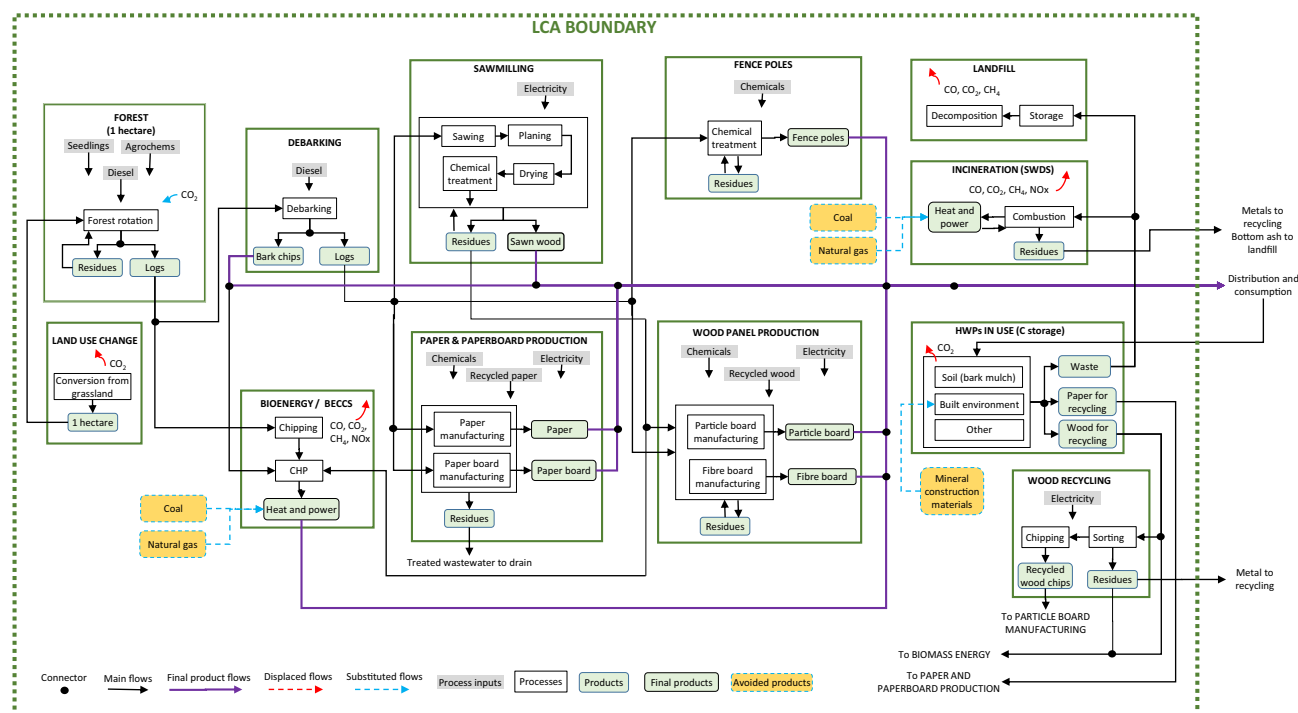 LCA BOUNDARY
FOREST
(1 hectare)
Seedlings
Agrochems
Diesel
CO2
Forest rotation
Residues
Logs
LAND USE CHANGE
CO2
Conversion from
grassland
1 hectare
DEBARKING
Diesel
Debarking
Bark chips
Logs
BIOENERGY / BECCS
Chipping
CO, CO2,
CH4, NOx
CHP
Heat and power
Coal
Natural gas
SAWMILLING
Electricity
Sawing
Planing
Chemical
treatment
Drying
Residues
Sawn wood
PAPER & PAPERBOARD PRODUCTION
Chemicals
Electricity
Recycled paper
Paper
manufacturing
Paper
Paper board
manufacturing
Paper board
Residues
Treated wastewater to drain
FENCE POLES
Chemicals
Chemical
treatment
Fence poles
Residues
WOOD PANEL PRODUCTION
Chemicals
Electricity
Recycled wood
Particle board
manufacturing
Particle board
Fibre board
manufacturing
Fibre board
Residues
LANDFILL
CO, CO2, CH4
Decomposition
Storage
INCINERATION (SWDS)
CO, CO2, CH4, NOx
Heat and
power
Combustion
Residues
Coal
Natural gas
Metals to
recycling
Bottom ash to
landfill
Distribution and
consumption
HWPs IN USE (C storage)
CO2
Soil (bark mulch)
Built environment
Other
Waste
Paper for
recycling
Wood for
recycling
Mineral
construction
materials
WOOD RECYCLING
Electricity
Chipping
Sorting
Recycled
wood chips
Residues
Metal to
recycling
To PARTICLE BOARD
MANUFACTURING
To BIOMASS ENERGY
To PAPER AND
PAPERBOARD PRODUCTION
Connector
Main flows
Final product flows
Displaced flows
Substituted flows
Process inputs
Processes
Products
Final products
Avoided products